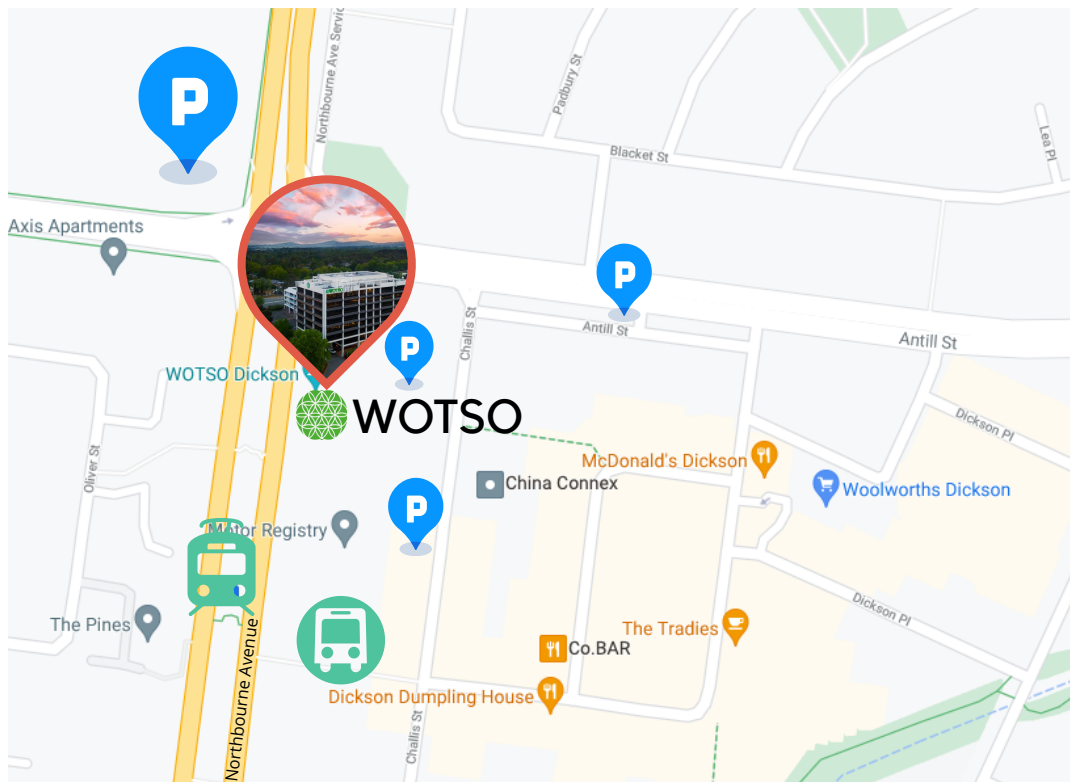 P
Northbourne Ave Servic
Padbury St
Blacket St
Lea Pl
Axis Apartments
P
Antill St
Antill St
Challis St
P
WOTSO Dickson
WOTSO
Dickson Pl
Oliver St
McDonald's Dickson
China Connex
Woolworths Dickson
P
Motor Registry
Dickson Pl
The Pines
The Tradies
Co.BAR
Northbourne Avenue
Dickson Dumpling House
Challis St